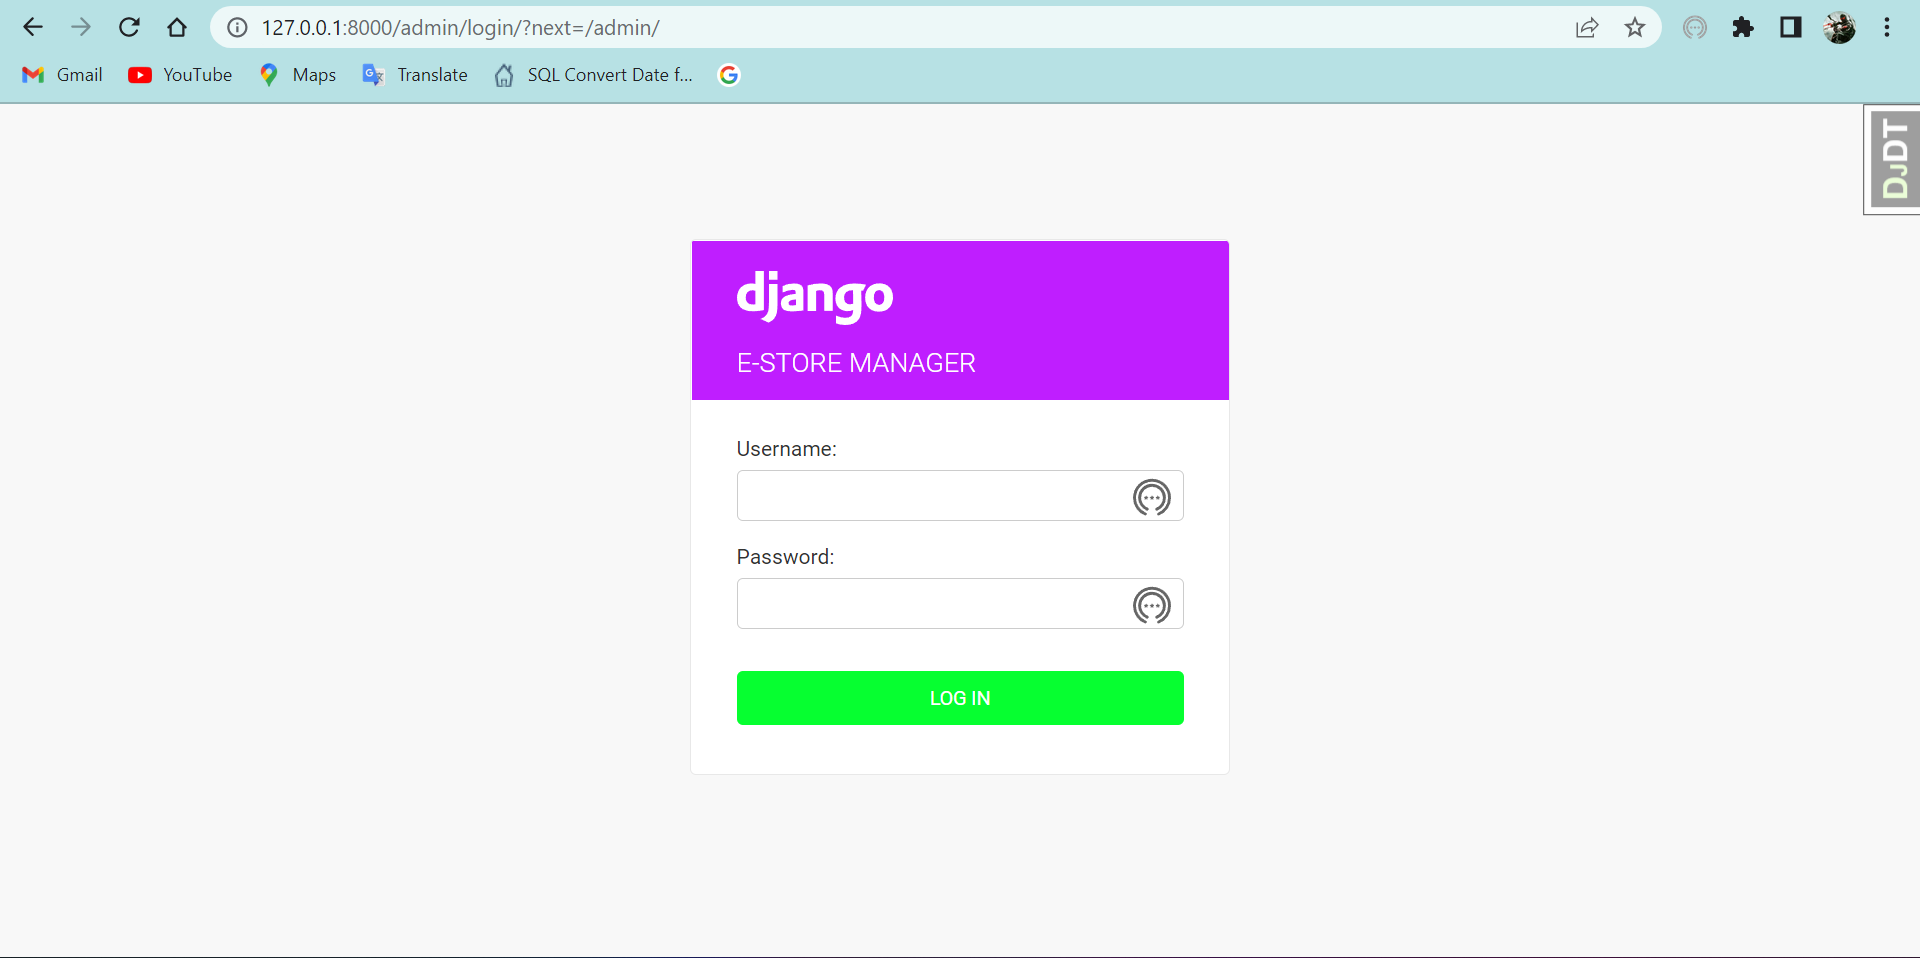 127.0.0.1:8000/admin/login/?next=/admin/
Gmail YouTube Maps Translate SQL Convert Date f...
DJDT
django
E-STORE MANAGER
Username:
Password:
LOG IN